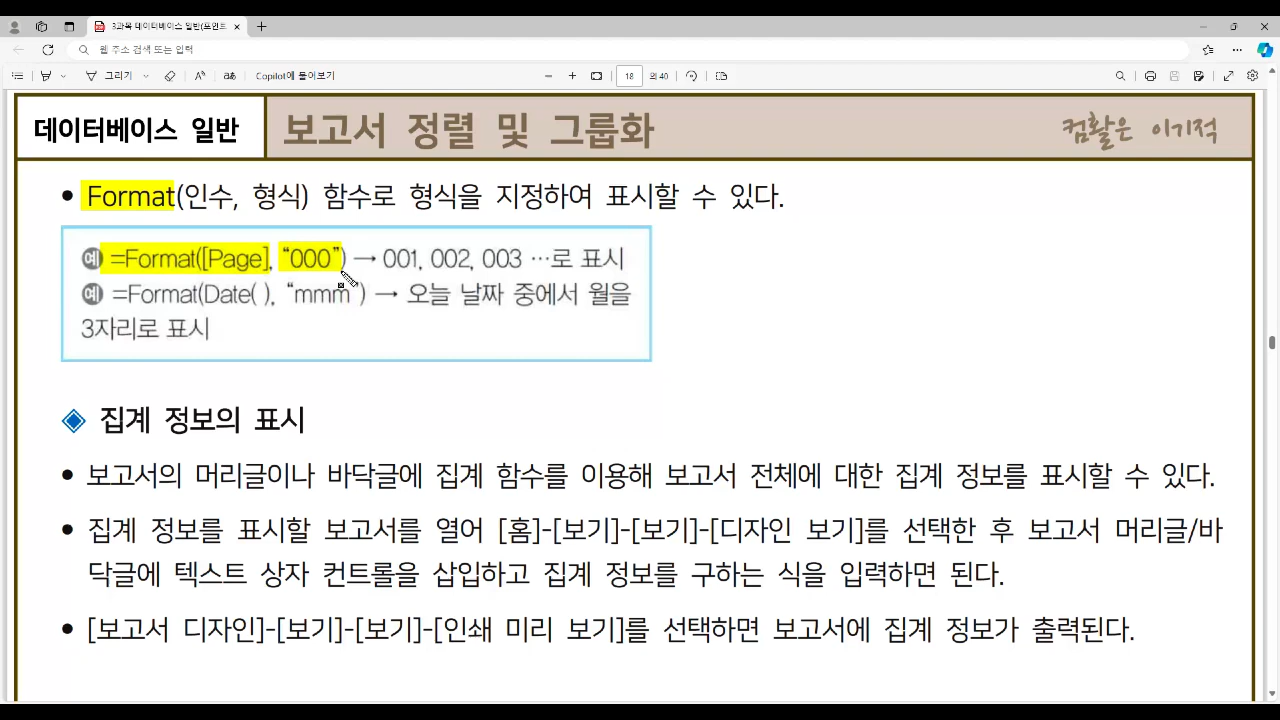 3과목 데이터베이스 일반(포인트
웹 주소 검색 또는 입력
그리기
Copilot에 물어보기
18
의 40
데이터베이스 일반
보고서 정렬 및 그룹화
컴활은 이기적
• Format(인수, 형식) 함수로 형식을 지정하여 표시할 수 있다.
예 =Format([Page], “000”) → 001, 002, 003 …로 표시
예 =Format(Date( ), “mmm”) → 오늘 날짜 중에서 월을
3자리로 표시
◈ 집계 정보의 표시
• 보고서의 머리글이나 바닥글에 집계 함수를 이용해 보고서 전체에 대한 집계 정보를 표시할 수 있다.
• 집계 정보를 표시할 보고서를 열어 [홈]-[보기]-[보기]-[디자인 보기]를 선택한 후 보고서 머리글/바
닥글에 텍스트 상자 컨트롤을 삽입하고 집계 정보를 구하는 식을 입력하면 된다.
• [보고서 디자인]-[보기]-[보기]-[인쇄 미리 보기]를 선택하면 보고서에 집계 정보가 출력된다.